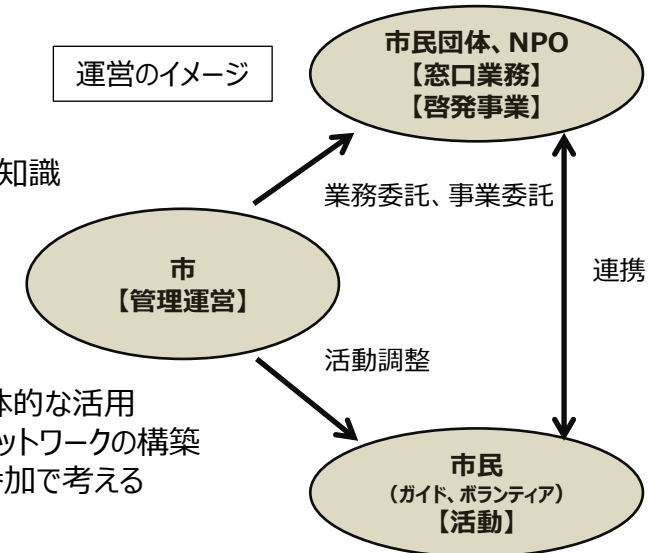 運営のイメージ
市民団体、NPO
【窓口業務】
【啓発事業】
知識
業務委託、事業委託
市
【管理運営】
連携
活動調整
体的な活用
ットワークの構築
加で考える
市民
（ガイド、ボランティア）
【活動】